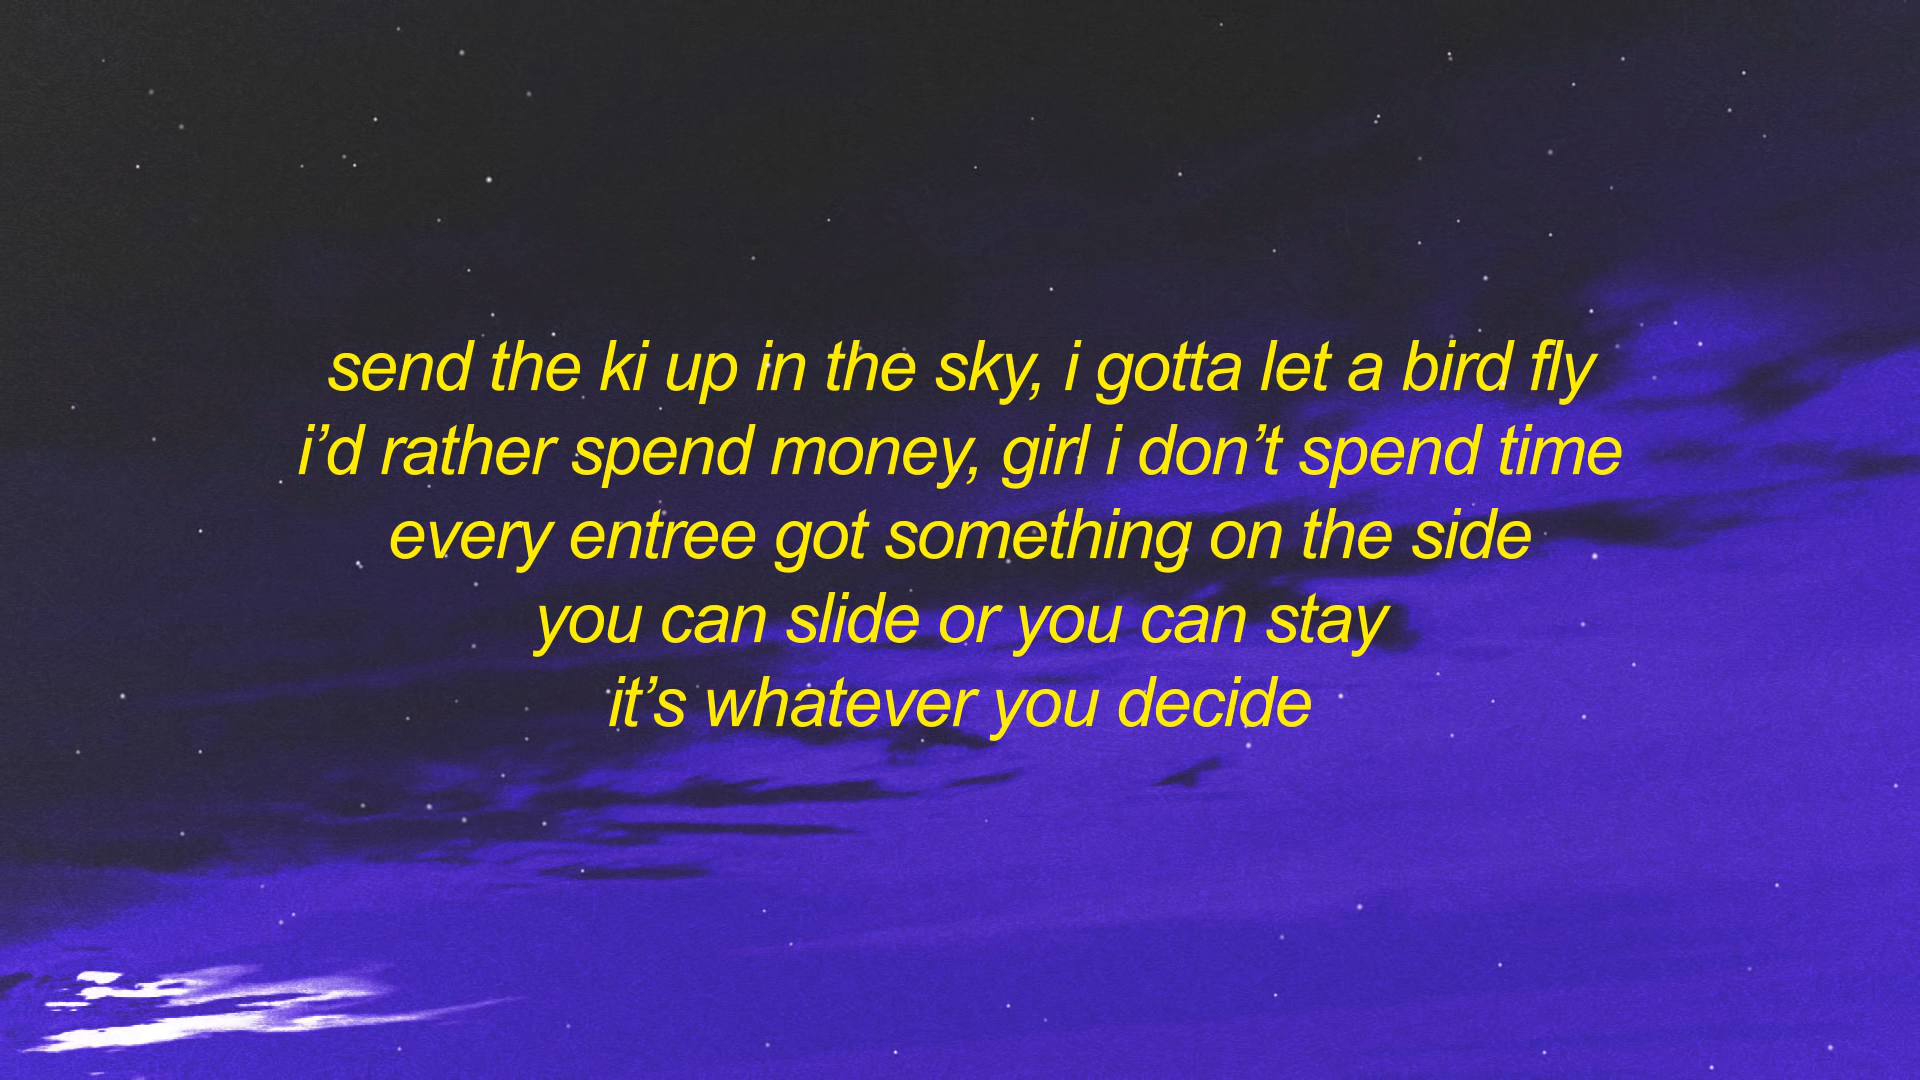 send the ki up in the sky, i gotta let a bird fly
i’d rather spend money, girl i don’t spend time
every entree got something on the side
you can slide or you can stay
it’s whatever you decide